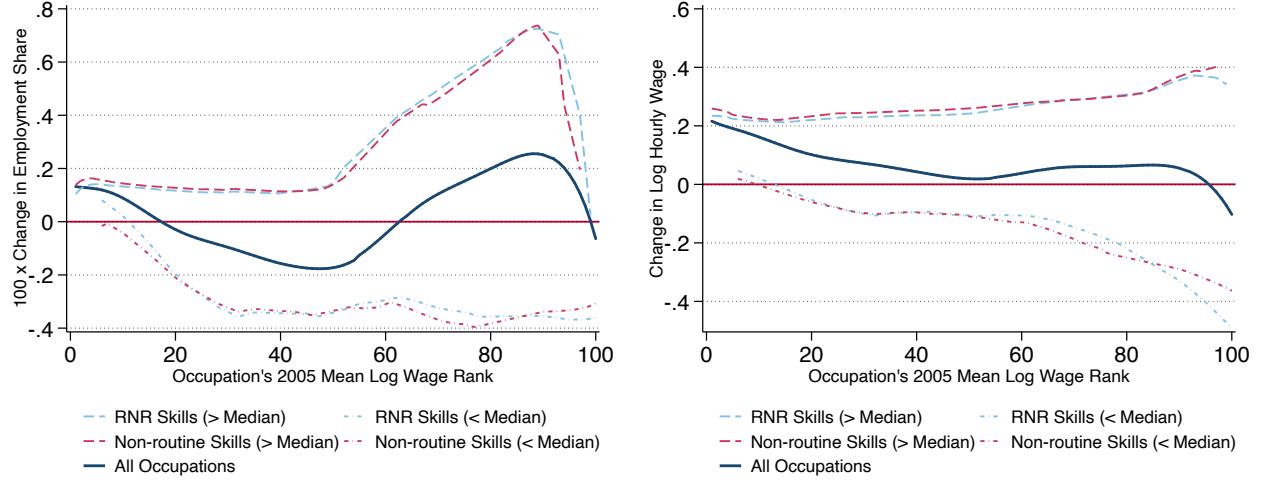 100 x Change in Employment Share
.8
.6
.4
.2
0
-.2
-.4
0 20 40 60 80 100
Occupation's 2005 Mean Log Wage Rank
RNR Skills (> Median) RNR Skills (< Median)
Non-routine Skills (> Median) Non-routine Skills (< Median)
All Occupations
Change in Log Hourly Wage
.6
.4
.2
0
-.2
-.4
0 20 40 60 80 100
Occupation's 2005 Mean Log Wage Rank
RNR Skills (> Median) RNR Skills (< Median)
Non-routine Skills (> Median) Non-routine Skills (< Median)
All Occupations